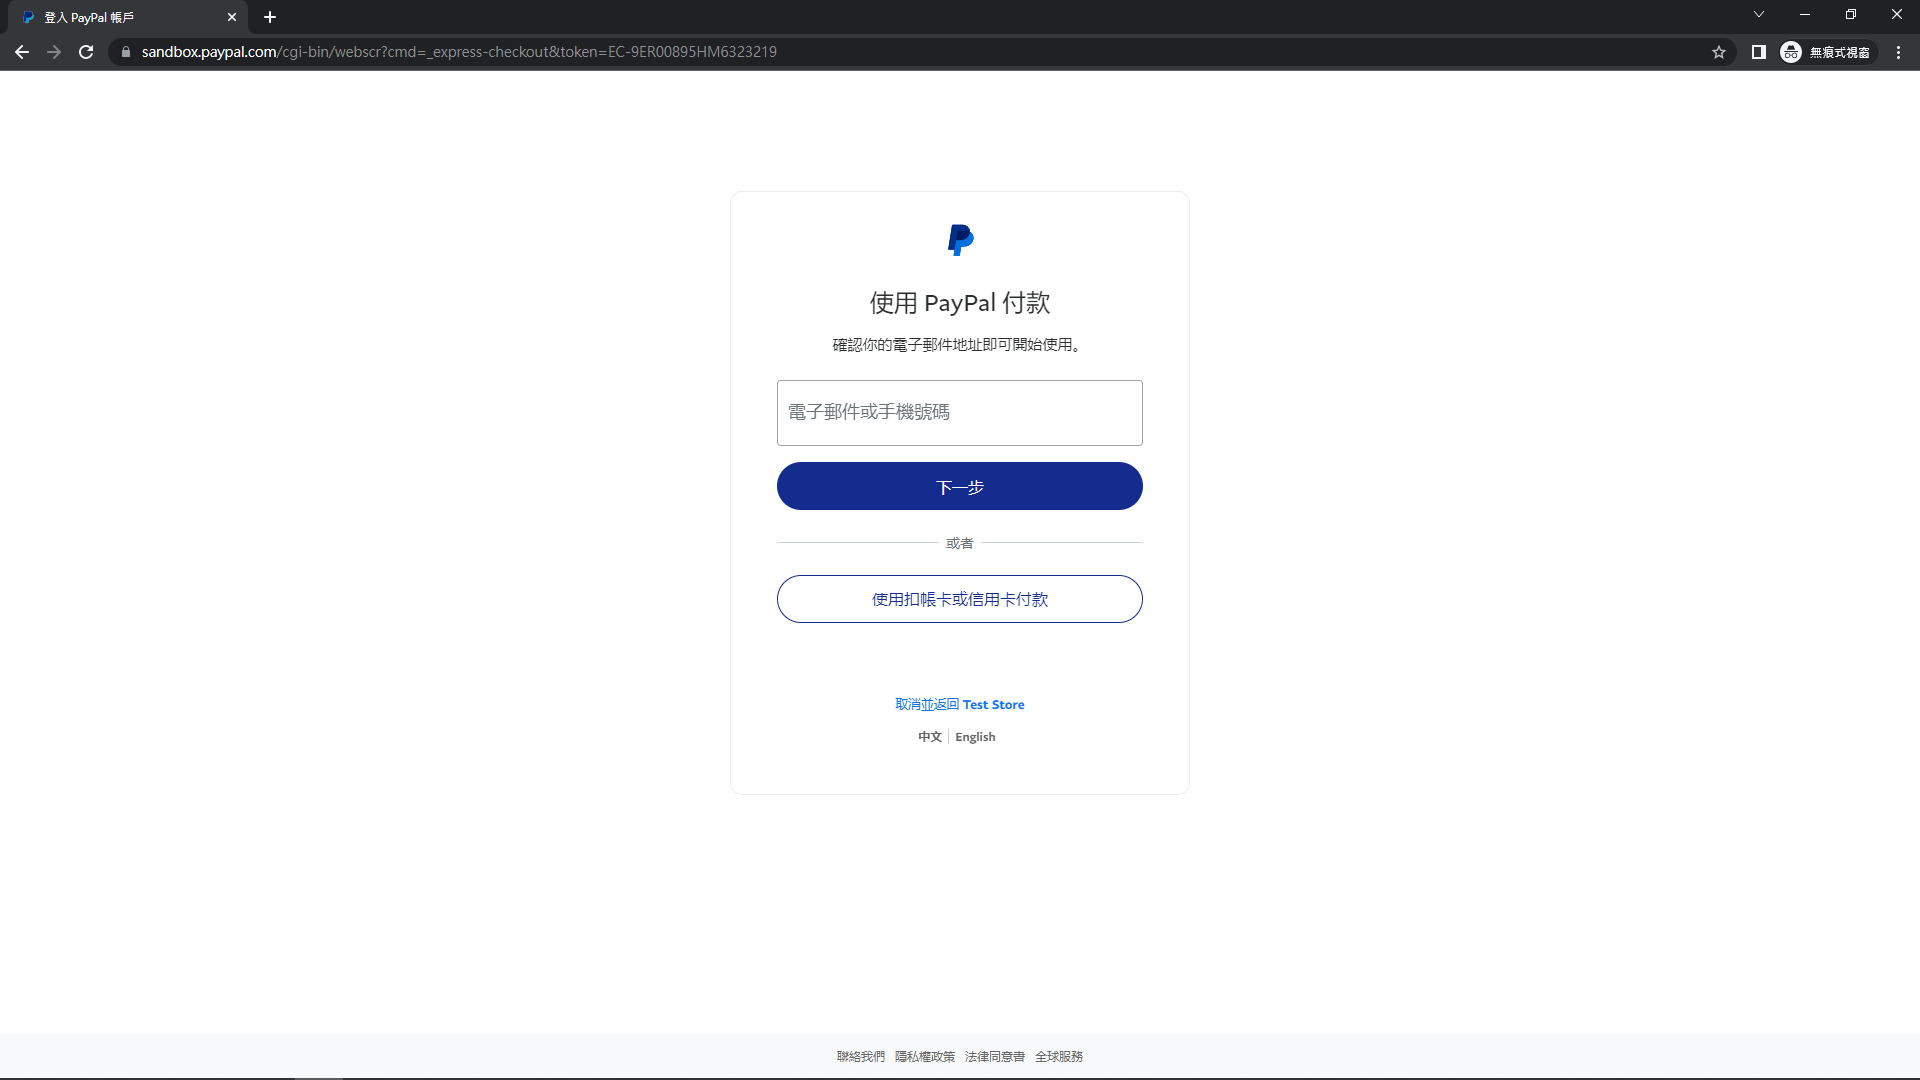 登入 PayPal 帳戶
sandbox.paypal.com/cgi-bin/webscr?cmd=_express-checkout&token=EC-9ER00895HM6323219
無痕式視窗
使用 PayPal 付款
確認你的電子郵件地址即可開始使用。
電子郵件或手機號碼
下一步
或者
使用扣帳卡或信用卡付款
取消並返回 Test Store
中文 English
聯絡我們 隱私權政策 法律同意書 全球服務